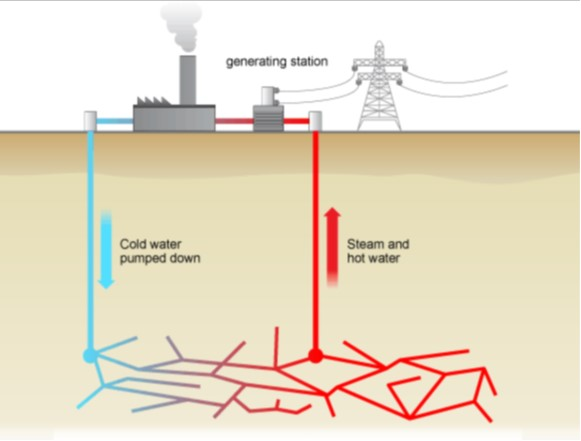 generating station
Cold water
pumped down
Steam and
hot water